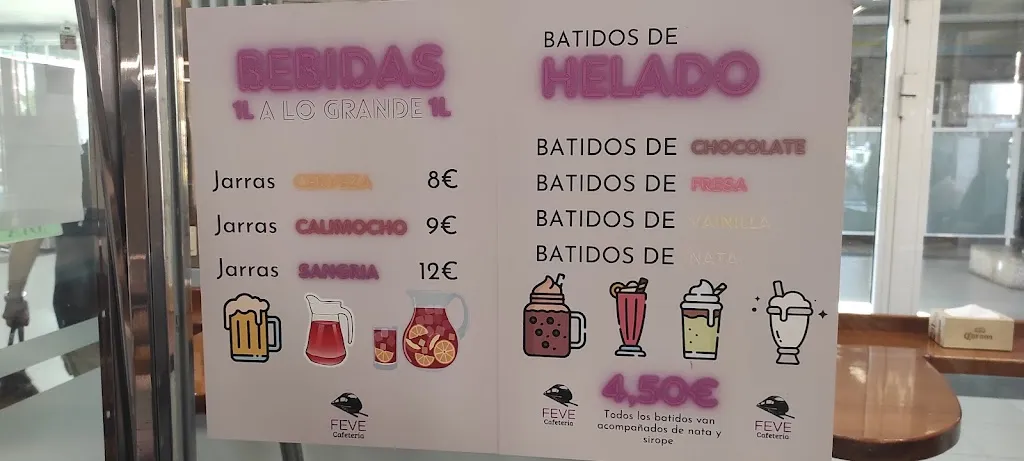 BEBIDAS
1L A LO GRANDE 1L
Jarras CERVEZA 8€
Jarras CALIMOCHO 9€
Jarras SANGRIA 12€
FEVE
Cafetería
BATIDOS DE
HELADO
BATIDOS DE CHOCOLATE
BATIDOS DE FRESA
BATIDOS DE VAINILLA
BATIDOS DE NATA
4,50€
Todos los batidos van
acompañados de nata y
sirope
FEVE
Cafetería
FEVE
Cafetería
Corona